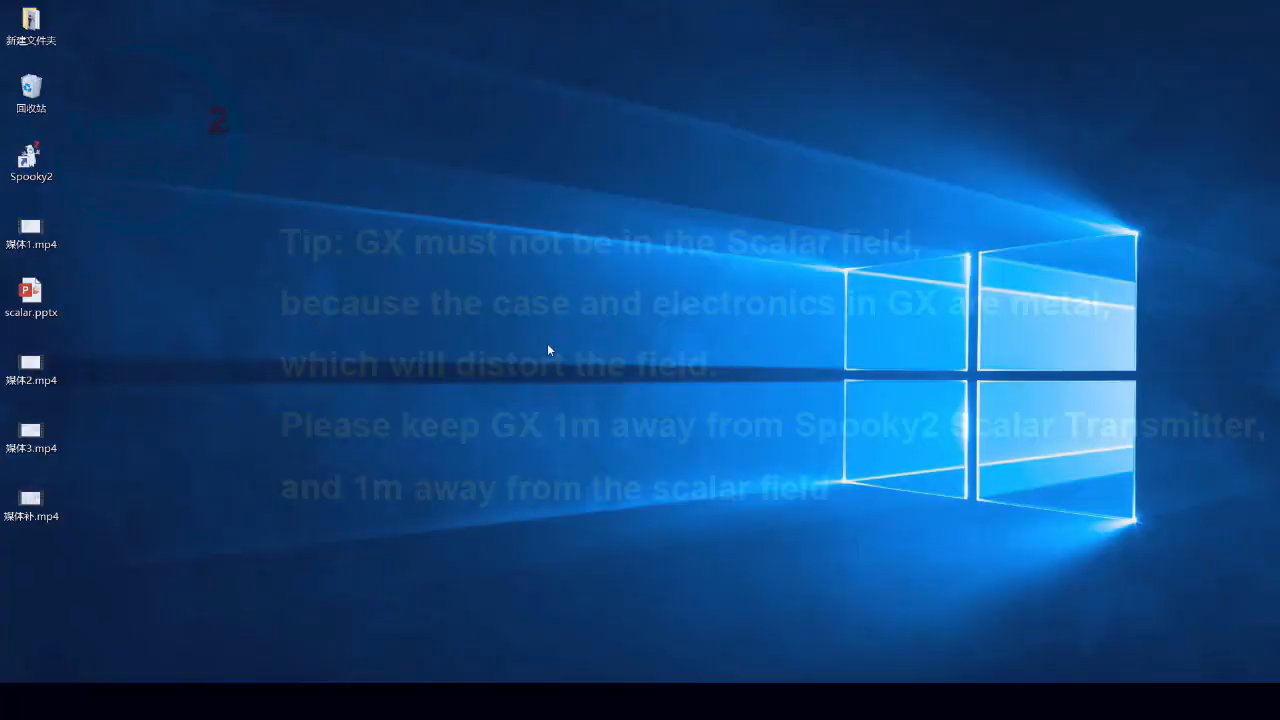 新建文件夹
回收站
Spooky2
媒体1.mp4
scalar.pptx
媒体2.mp4
媒体3.mp4
媒体补.mp4
2
Tip: GX must not be in the Scalar field,
because the case and electronics in GX are metal,
which will distort the field.
Please keep GX 1m away from Spooky2 Scalar Transmitter,
and 1m away from the scalar field